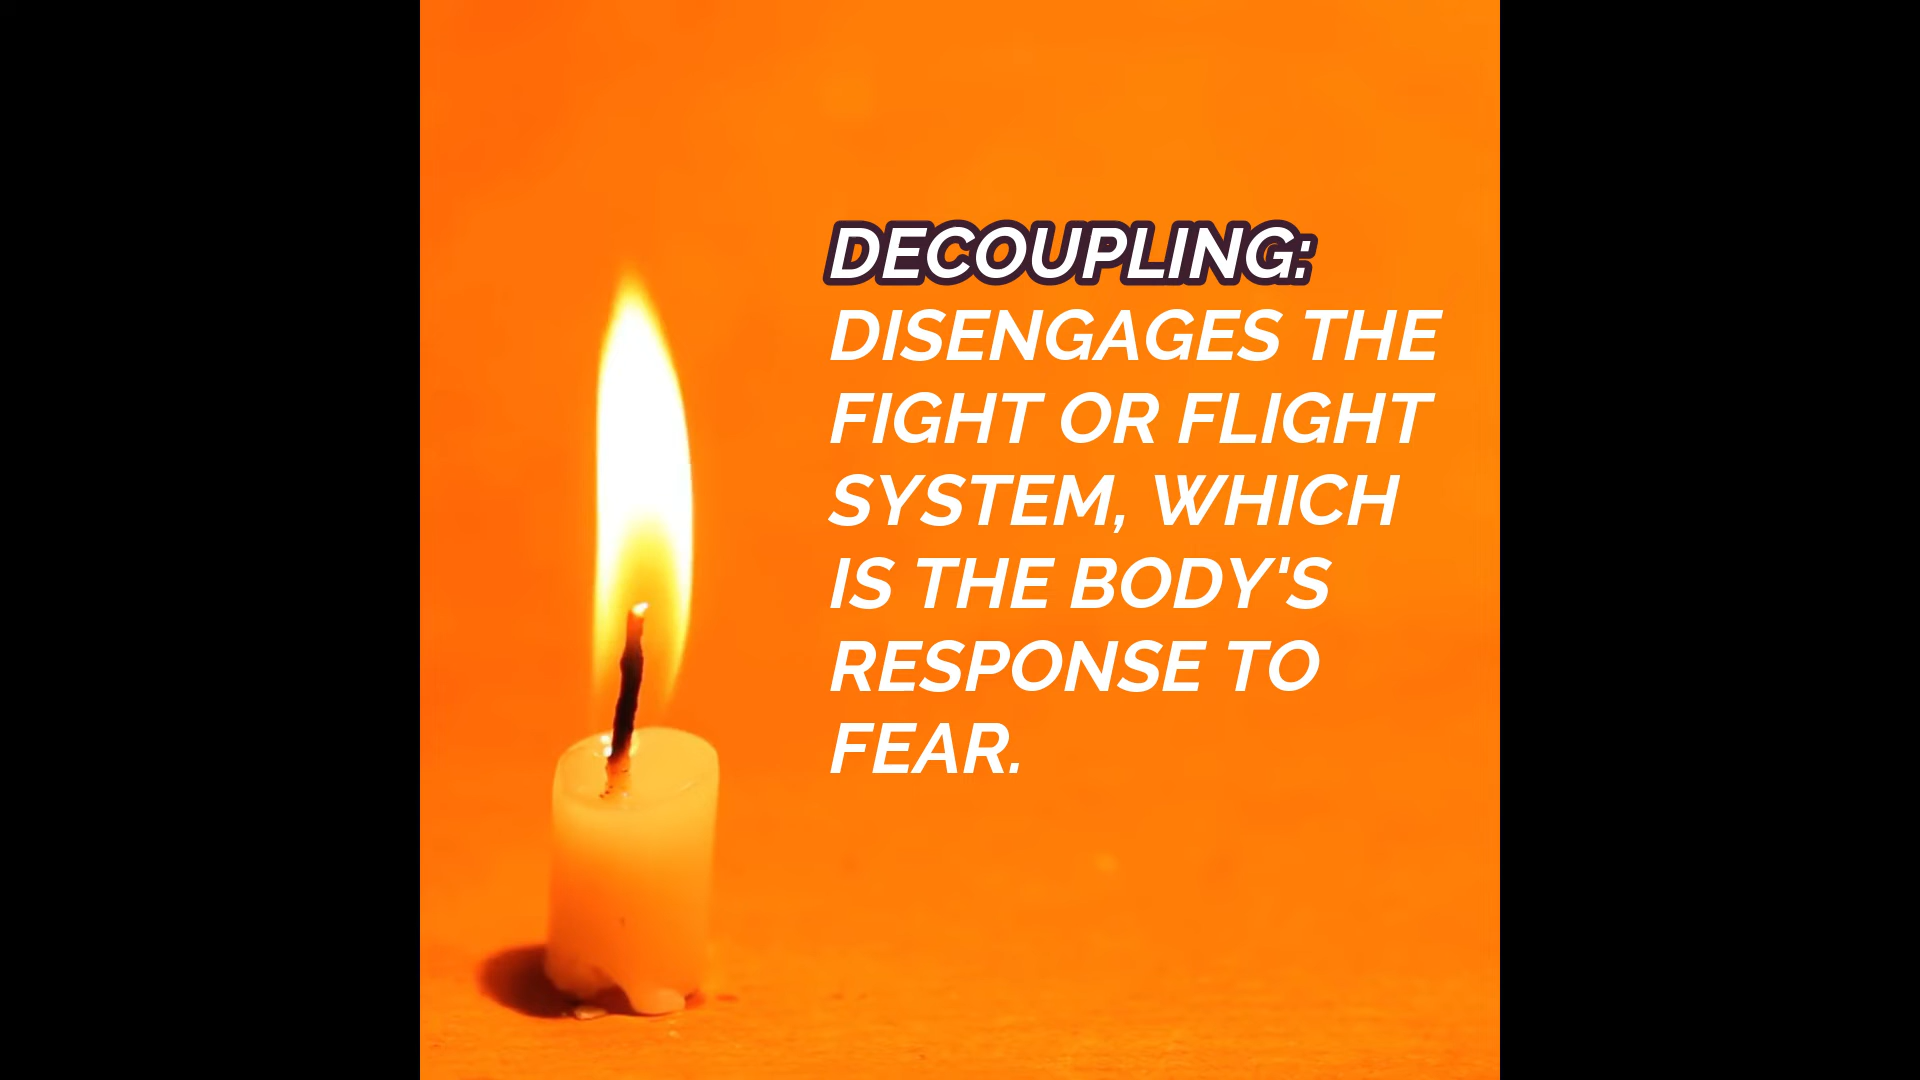 DECOUPLING:
DISENGAGES THE
FIGHT OR FLIGHT
SYSTEM, WHICH
IS THE BODY'S
RESPONSE TO
FEAR.